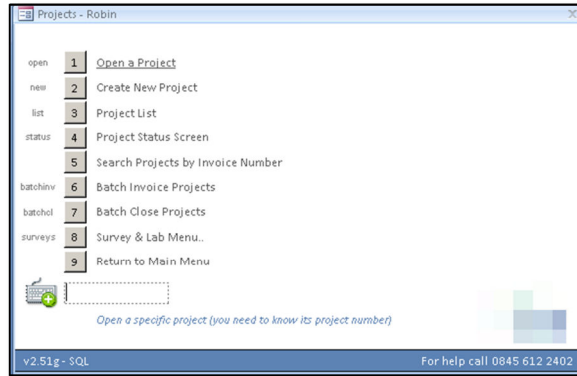 Projects - Robin
open 1 Open a Project
new 2 Create New Project
list 3 Project List
status 4 Project Status Screen
5 Search Projects by Invoice Number
batchinv 6 Batch Invoice Projects
batchcl 7 Batch Close Projects
surveys 8 Survey & Lab Menu..
9 Return to Main Menu
Open a specific project (you need to know its project number)
v2.51g - SQL For help call 0845 612 2402